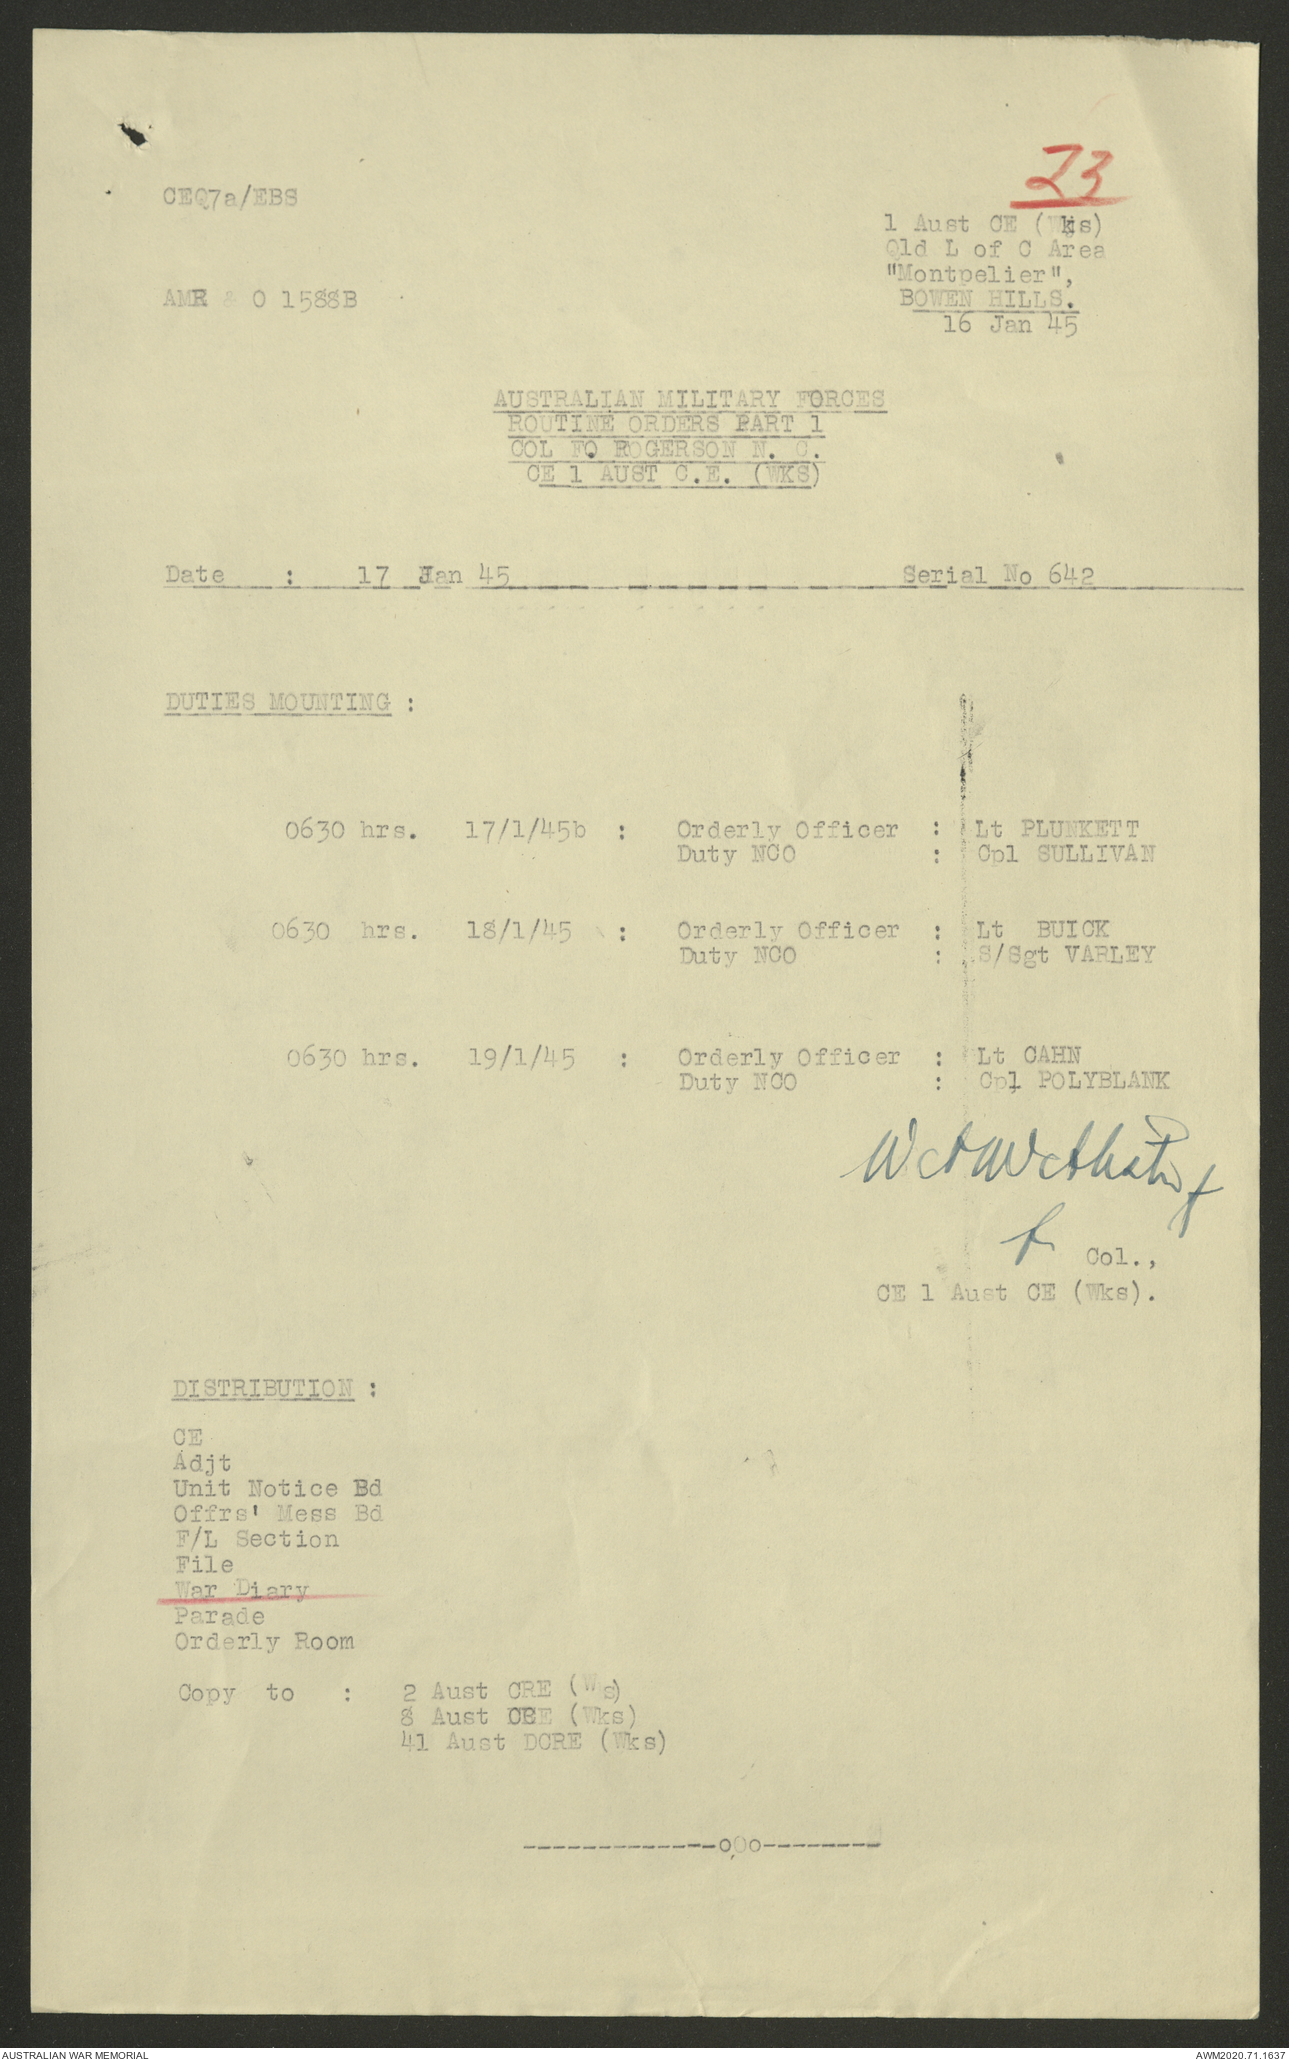 23
CEQ7a/EBS
1 Aust CE (Wks)
Qld L of C Area
"Montpelier",
AMR & O 1588B
BOWEN HILLS.
16 Jan 45
AUSTRALIAN MILITARY FORCES
ROUTINE ORDERS PART 1
COL FO ROGERSON N. C.
CE 1 AUST C.E. (WKS)
Date : 17 Jan 45 Serial No 642
DUTIES MOUNTING :
0630 hrs. 17/1/45b : Orderly Officer : Lt PLUNKETT
Duty NCO : Cpl SULLIVAN
0630 hrs. 18/1/45 : Orderly Officer : Lt BUICK
Duty NCO : S/Sgt VARLEY
0630 hrs. 19/1/45 : Orderly Officer : Lt CAHN
Duty NCO : Cpl POLYBLANK
Col.,
CE 1 Aust CE (Wks).
DISTRIBUTION :
CE
Adjt
Unit Notice Bd
Offrs' Mess Bd
F/L Section
File
War Diary
Parade
Orderly Room
Copy to : 2 Aust CRE (W s)
8 Aust CRE (Wks)
41 Aust DCRE (Wks)
-------------oOo--------
AUSTRALIAN WAR MEMORIAL
AWM2020.71.1637